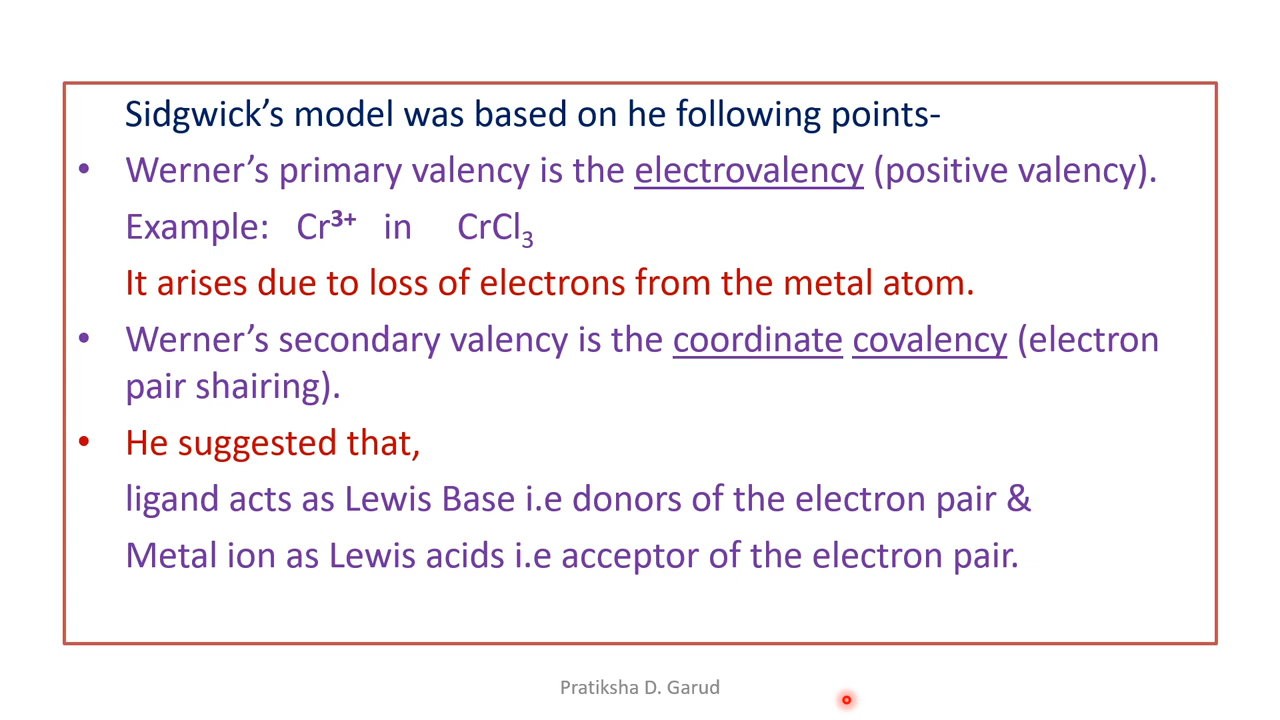 Sidgwick's model was based on he following points-
• Werner's primary valency is the electrovalency (positive valency).
Example: Cr³⁺ in CrCl₃
It arises due to loss of electrons from the metal atom.
• Werner's secondary valency is the coordinate covalency (electron
pair shairing).
• He suggested that,
ligand acts as Lewis Base i.e donors of the electron pair &
Metal ion as Lewis acids i.e acceptor of the electron pair.
Pratiksha D. Garud